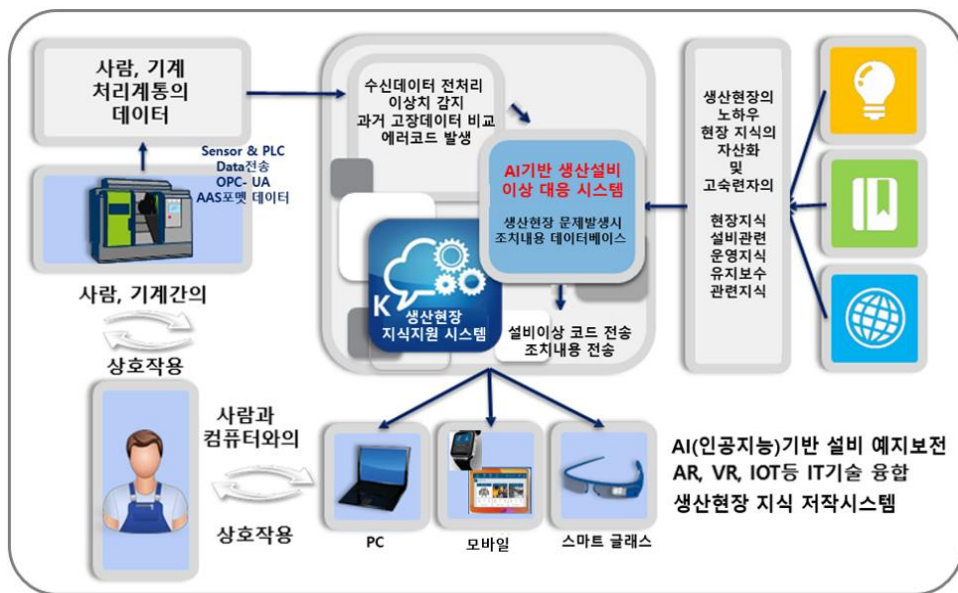 사람, 기계
처리계통의
데이터
Sensor & PLC
Data전송
OPC- UA
AAS포멧 데이터
사람, 기계간의
상호작용
수신데이터 전처리
이상치 감지
과거 고장데이터 비교
에러코드 발생
AI기반 생산설비
이상 대응 시스템
생산현장 문제발생시
조치내용 데이터베이스
K
생산현장
지식지원 시스템
설비이상 코드 전송
조치내용 전송
생산현장의
노하우
현장 지식의
자산화
및
고숙련자의
현장지식
설비관련
운영지식
유지보수
관련지식
사람과
컴퓨터와의
상호작용
PC
모바일
스마트 글래스
AI(인공지능)기반 설비 예지보전
AR, VR, IOT등 IT기술 융합
생산현장 지식 저작시스템